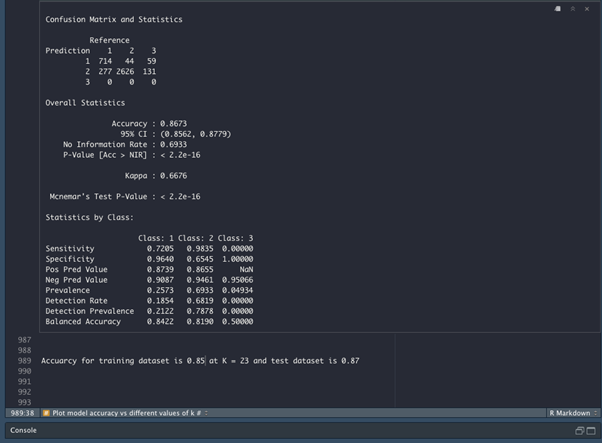 Confusion Matrix and Statistics
Reference
Prediction 1 2 3
1 714 44 59
2 277 2626 131
3 0 0 0
Overall Statistics
Accuracy : 0.8673
95% CI : (0.8562, 0.8779)
No Information Rate : 0.6933
P-Value [Acc > NIR] : < 2.2e-16
Kappa : 0.6676
Mcnemar's Test P-Value : < 2.2e-16
Statistics by Class:
Class: 1 Class: 2 Class: 3
Sensitivity 0.7205 0.9835 0.00000
Specificity 0.9640 0.6545 1.00000
Pos Pred Value 0.8739 0.8655 NaN
Neg Pred Value 0.9087 0.9461 0.95066
Prevalence 0.2573 0.6933 0.04934
Detection Rate 0.1854 0.6819 0.00000
Detection Prevalence 0.2122 0.7878 0.00000
Balanced Accuracy 0.8422 0.8190 0.50000
987
988
989 Accuarcy for training dataset is 0.85 at K = 23 and test dataset is 0.87
990
991
992
993
989:38 # Plot model accuracy vs different values of k # R Markdown
Console